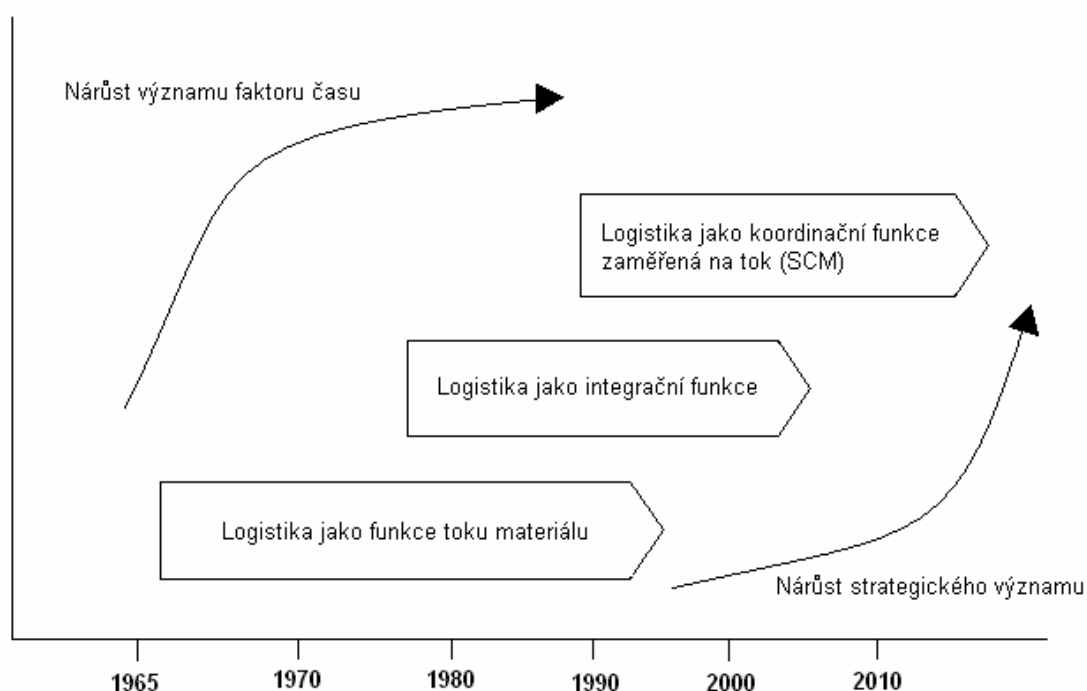 Nárůst významu faktoru času
Logistika jako koordinační funkce
zaměřená na tok (SCM)
Logistika jako integrační funkce
Logistika jako funkce toku materiálu
Nárůst strategického významu
1965 1970 1980 1990 2000 2010